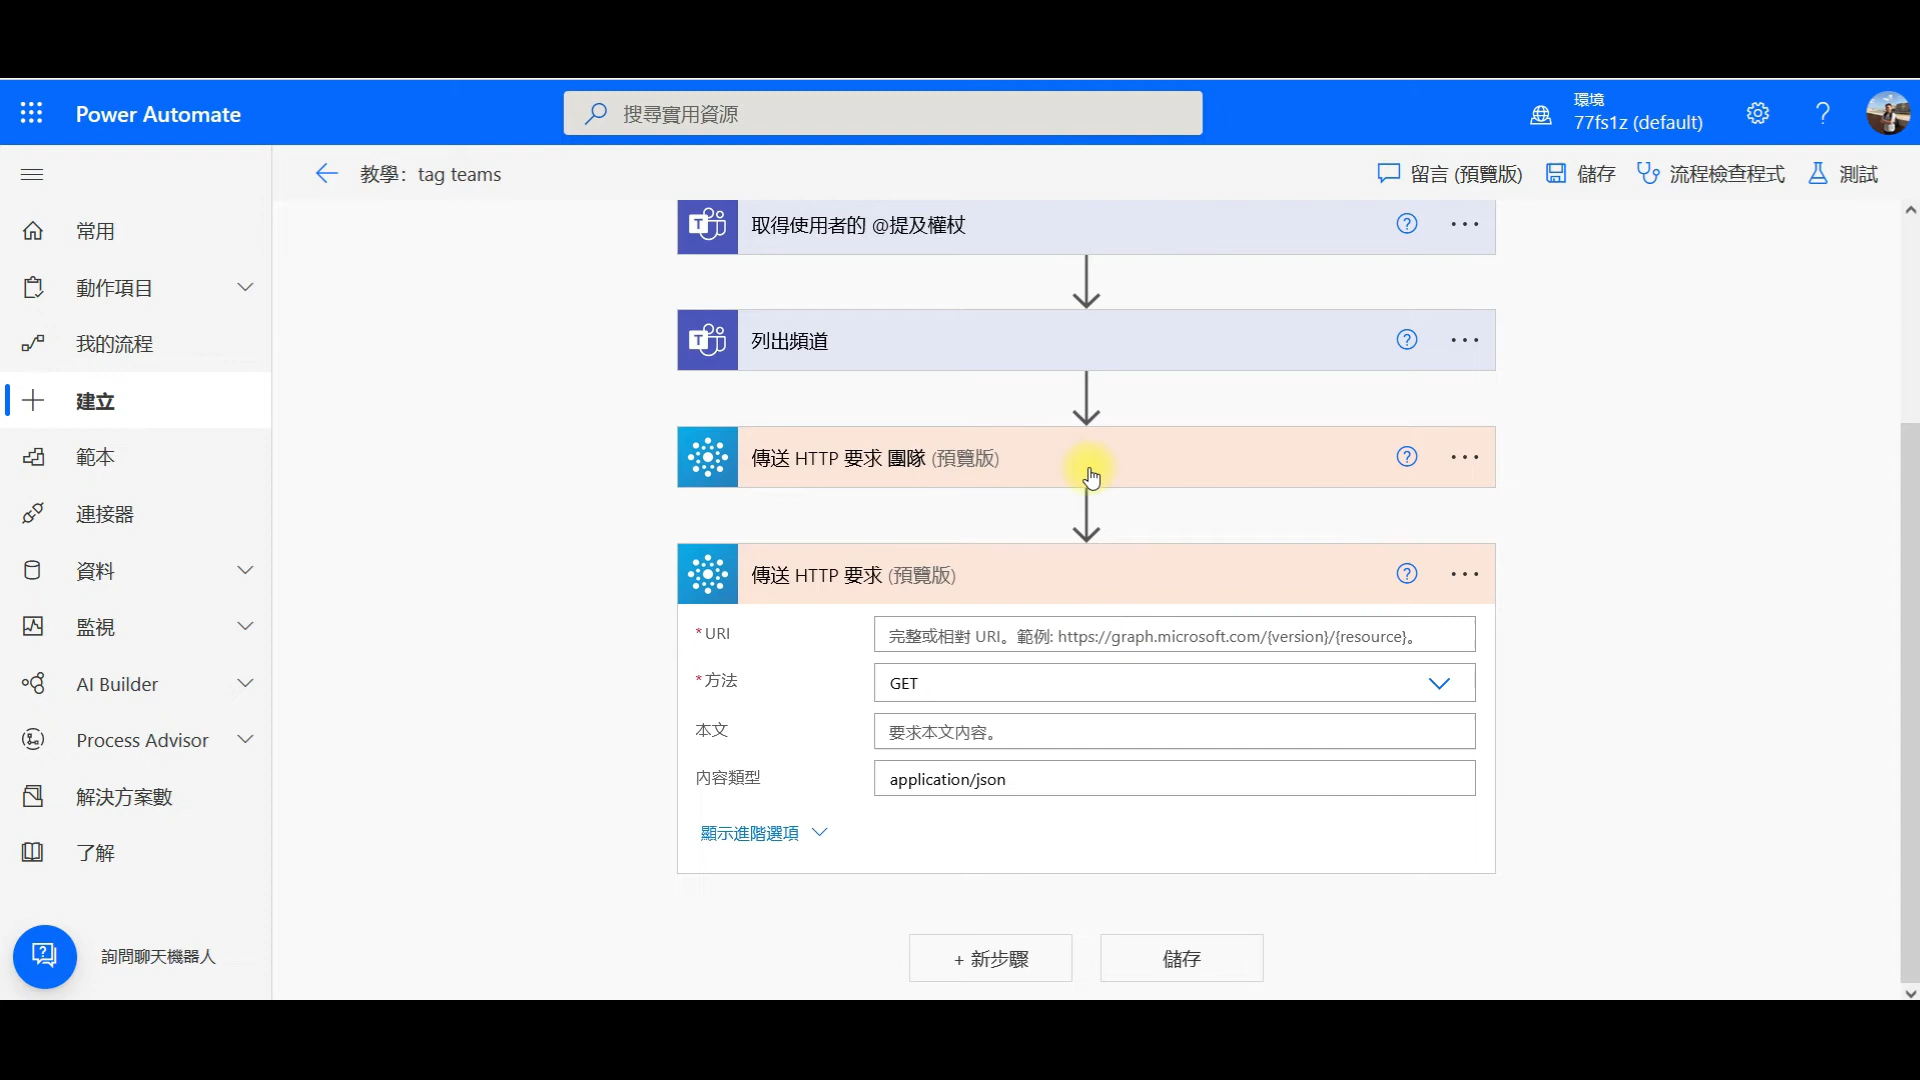 Power Automate
搜尋實用資源
環境
77fs1z (default)
教學：tag teams
留言 (預覽版)
儲存
流程檢查程式
測試
常用
動作項目
我的流程
建立
範本
連接器
資料
監視
AI Builder
Process Advisor
解決方案數
了解
詢問聊天機器人
取得使用者的 @提及權杖
列出頻道
傳送 HTTP 要求 團隊 (預覽版)
傳送 HTTP 要求 (預覽版)
* URI
完整或相對 URI。範例: https://graph.microsoft.com/{version}/{resource}。
* 方法
GET
本文
要求本文內容。
內容類型
application/json
顯示進階選項
+ 新步驟
儲存